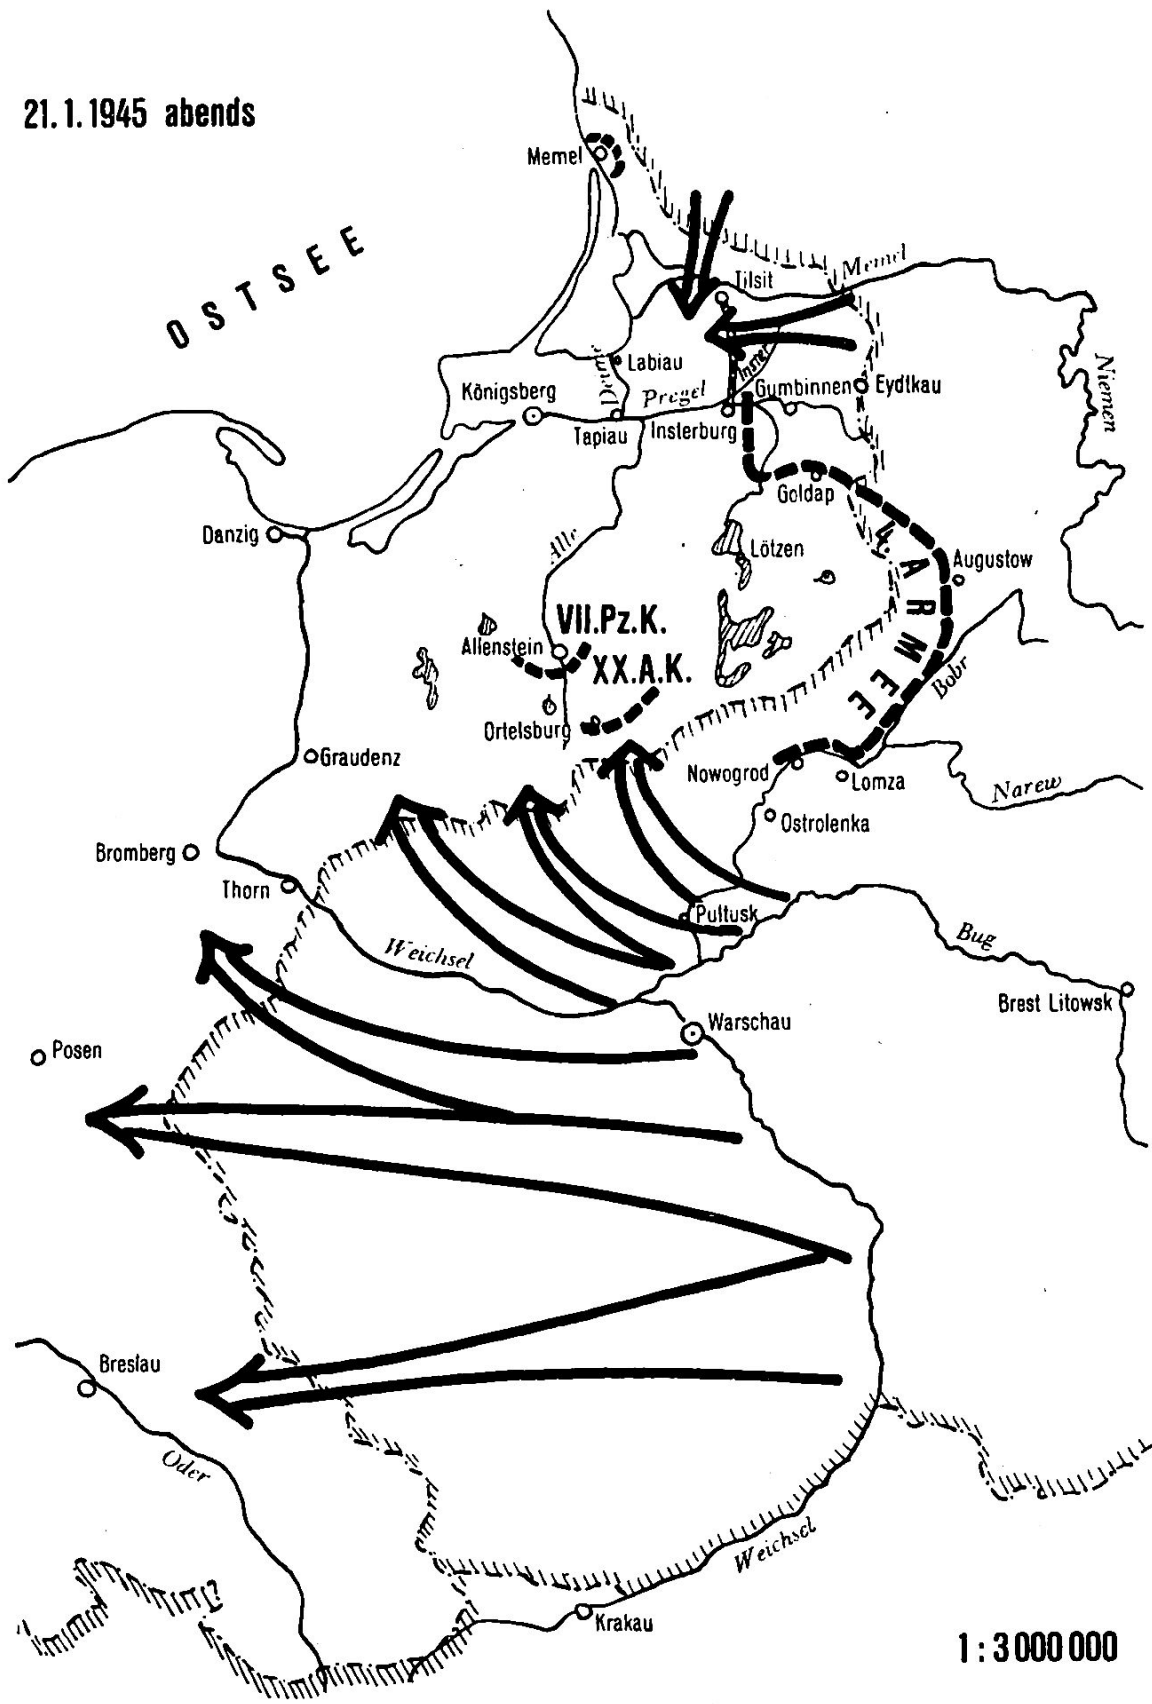 21.1.1945 abends
Memel
OSTSEE
Memel
Tilsit
Niemen
Labiau
Inster
Deime
Pregel
Königsberg
Gumbinnen
Eydtkau
Tapiau
Insterburg
Goldap
Danzig
Alle
Lötzen
4. ARMEE
Augustow
VII.Pz.K.
Allenstein
XX.A.K.
Bobr
Ortelsburg
Graudenz
Nowogrod
Lomza
Narew
Ostrolenka
Bromberg
Thorn
Pultusk
Weichsel
Bug
Brest Litowsk
Warschau
Posen
Breslau
Oder
Weichsel
Krakau
1:3000000